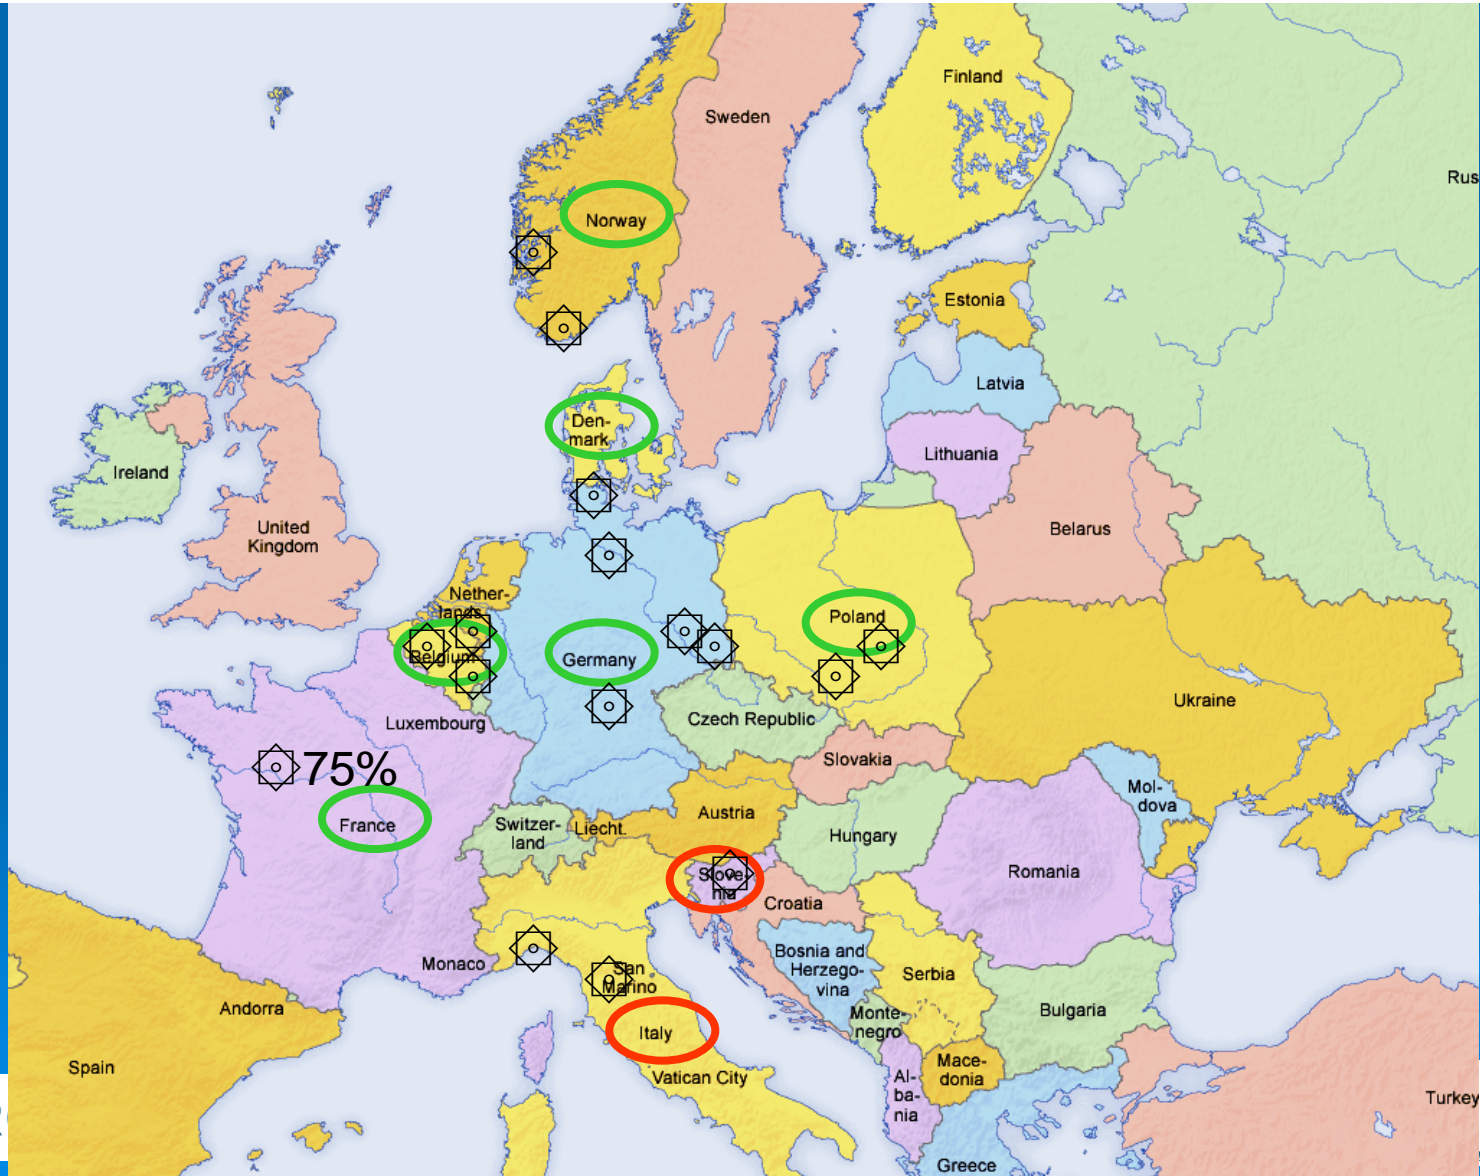 Finland
Sweden
Rus
Norway
Estonia
Latvia
Den-
mark
Lithuania
Ireland
United
Kingdom
Belarus
Nether-
lands
Poland
Belgium
Germany
Ukraine
Luxembourg
Czech Republic
Slovakia
75%
Mol-
dova
Austria
France
Switzer-
land
Liecht.
Hungary
Romania
Slove-
nia
Croatia
Bosnia and
Herzego-
vina
Monaco
San
Marino
Serbia
Andorra
Monte-
negro
Bulgaria
Italy
Spain
Mace-
donia
Vatican City
Al-
ba-
nia
Turkey
Greece